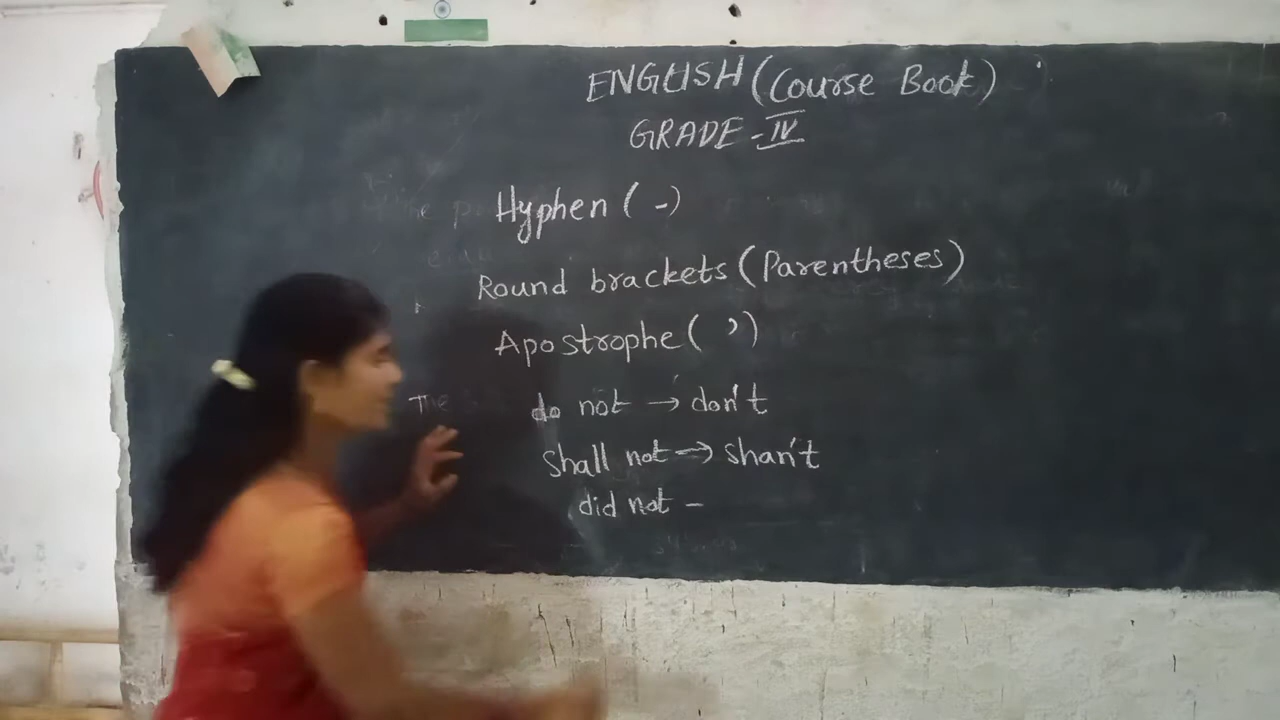 ENGLISH (Course Book)
GRADE - IV
Hyphen ( - )
Round brackets (Parentheses)
Apostrophe ( ’ )
do not → don't
shall not → shan't
did not -